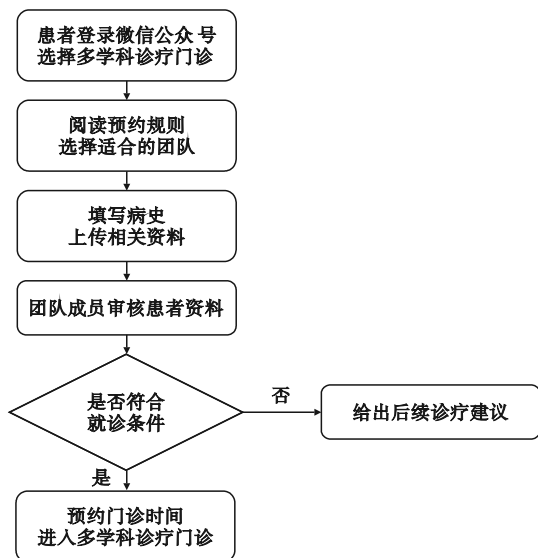 患者登录微信公众号
选择多学科诊疗门诊
阅读预约规则
选择适合的团队
填写病史
上传相关资料
团队成员审核患者资料
是否符合
就诊条件
否
给出后续诊疗建议
是
预约门诊时间
进入多学科诊疗门诊